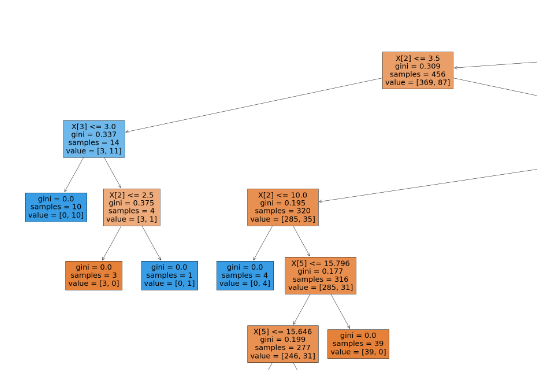 X[2] <= 3.5
gini = 0.309
samples = 456
value = [369, 87]
X[3] <= 3.0
gini = 0.337
samples = 14
value = [3, 11]
gini = 0.0
samples = 10
value = [0, 10]
X[2] <= 2.5
gini = 0.375
samples = 4
value = [3, 1]
X[2] <= 10.0
gini = 0.195
samples = 320
value = [285, 35]
gini = 0.0
samples = 3
value = [3, 0]
gini = 0.0
samples = 1
value = [0, 1]
gini = 0.0
samples = 4
value = [0, 4]
X[5] <= 15.796
gini = 0.177
samples = 316
value = [285, 31]
X[5] <= 15.646
gini = 0.199
samples = 277
value = [246, 31]
gini = 0.0
samples = 39
value = [39, 0]